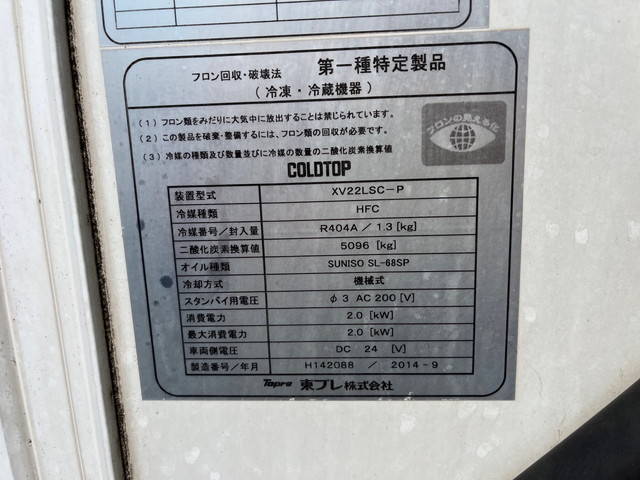 フロン回収・破壊法 第一種特定製品
（冷凍・冷蔵機器）
(1) フロン類をみだりに大気中に放出することは禁じられています。
(2) この製品を破棄・整備するには、フロン類の回収が必要です。
(3) 冷媒の種類及び数量並びに冷媒の数量の二酸化炭素換算値
フロンの見える化
COLDTOP
装置型式 XV22LSC-P
冷媒種類 HFC
冷媒番号/封入量 R404A / 1.3 [kg]
二酸化炭素換算値 5096 [kg]
オイル種類 SUNISO SL-68SP
冷却方式 機械式
スタンバイ用電圧 φ3 AC 200 [V]
消費電力 2.0 [kW]
最大消費電力 2.0 [kW]
車両側電圧 DC 24 [V]
製造番号/年月 H142088 / 2014-9
Topre 東プレ株式会社